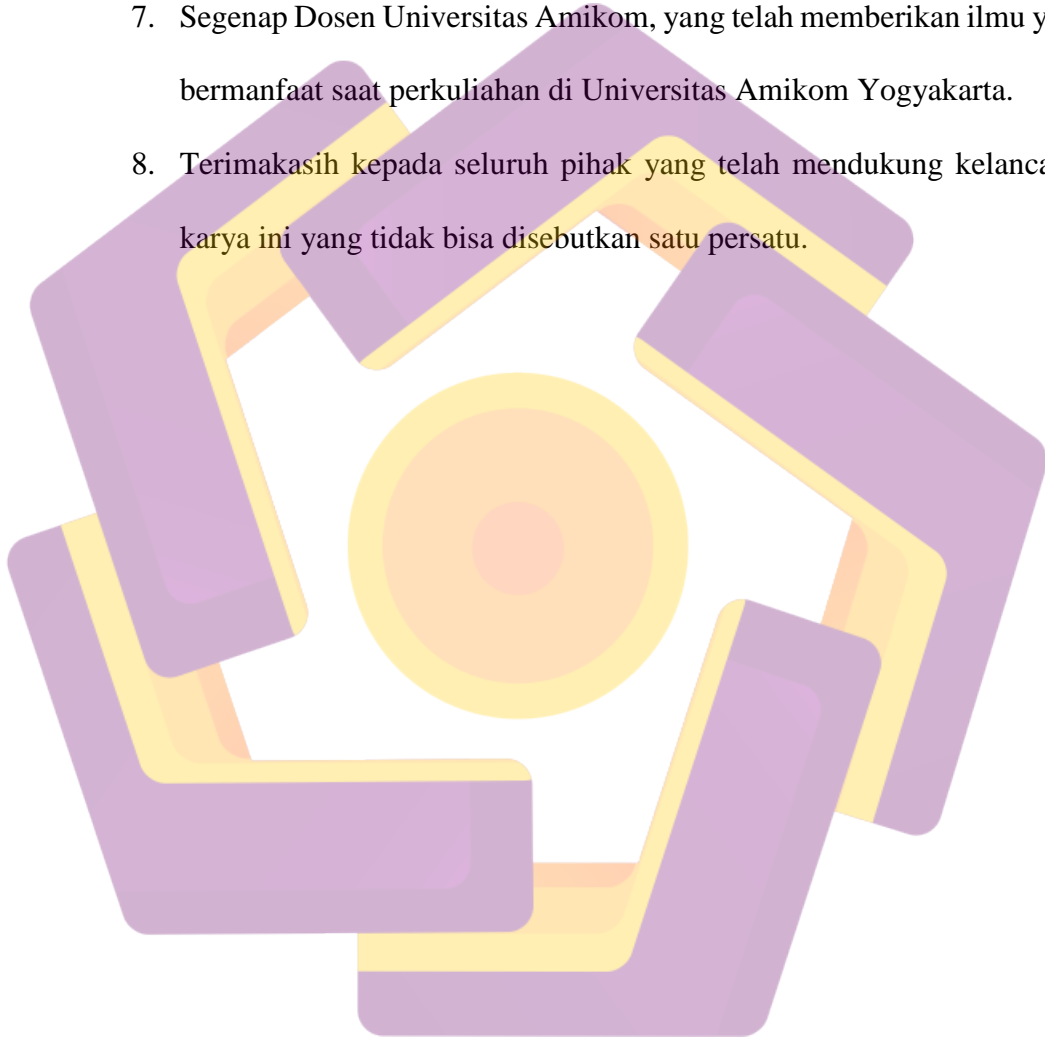 7. Segenap Dosen Universitas Amikom, yang telah memberikan ilmu y
bermanfaat saat perkuliahan di Universitas Amikom Yogyakarta.
8. Terimakasih kepada seluruh pihak yang telah mendukung kelanca
karya ini yang tidak bisa disebutkan satu persatu.